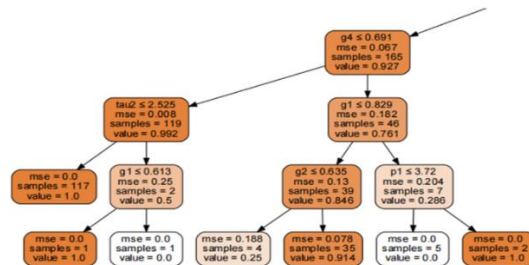 g4 ≤ 0.691
mse = 0.067
samples = 165
value = 0.927
tau2 ≤ 2.525
mse = 0.008
samples = 119
value = 0.992
g1 ≤ 0.829
mse = 0.182
samples = 46
value = 0.761
mse = 0.0
samples = 117
value = 1.0
g1 ≤ 0.613
mse = 0.25
samples = 2
value = 0.5
g2 ≤ 0.635
mse = 0.13
samples = 39
value = 0.846
p1 ≤ 3.72
mse = 0.204
samples = 7
value = 0.286
mse = 0.0
samples = 1
value = 1.0
mse = 0.0
samples = 1
value = 0.0
mse = 0.188
samples = 4
value = 0.25
mse = 0.078
samples = 35
value = 0.914
mse = 0.0
samples = 5
value = 0.0
mse = 0.0
samples = 2
value = 1.0